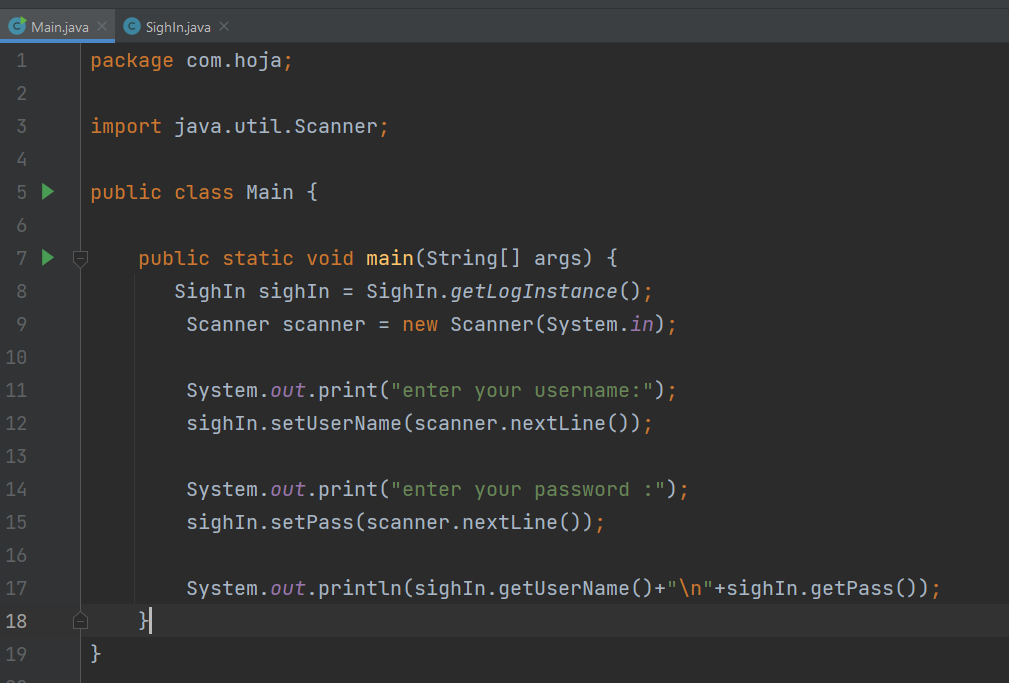 Main.java SighIn.java
1 package com.hoja;
2
3 import java.util.Scanner;
4
5 public class Main {
6
7 public static void main(String[] args) {
8 SighIn sighIn = SighIn.getLogInstance();
9 Scanner scanner = new Scanner(System.in);
10
11 System.out.print("enter your username:");
12 sighIn.setUserName(scanner.nextLine());
13
14 System.out.print("enter your password :");
15 sighIn.setPass(scanner.nextLine());
16
17 System.out.println(sighIn.getUserName()+"\n"+sighIn.getPass());
18 }
19 }